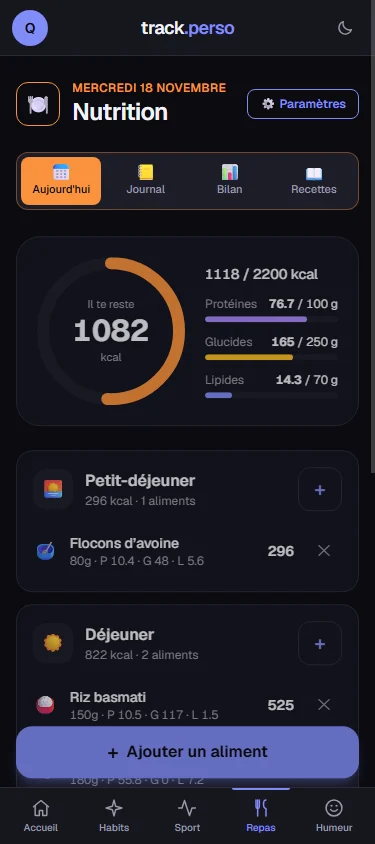 Q
track.perso
MERCREDI 18 NOVEMBRE
Nutrition
Paramètres
Aujourd'hui
Journal
Bilan
Recettes
Il te reste
1082
kcal
1118 / 2200 kcal
Protéines 76.7 / 100 g
Glucides 165 / 250 g
Lipides 14.3 / 70 g
Petit-déjeuner
296 kcal · 1 aliments
+
Flocons d'avoine
80g · P 10.4 · G 48 · L 5.6
296
Déjeuner
822 kcal · 2 aliments
+
Riz basmati
150g · P 10.5 · G 117 · L 1.5
525
+ Ajouter un aliment
180g · P 55.8 · G 0 · L 7.2
Accueil
Habits
Sport
Repas
Humeur